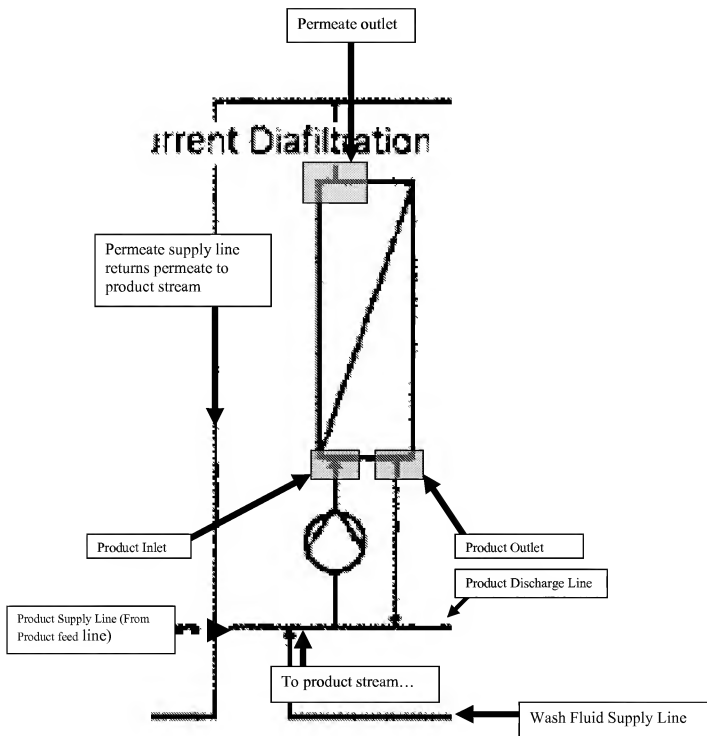 Permeate outlet
urrent Diafiltration
Permeate supply line
returns permeate to
product stream
Product Inlet
Product Outlet
Product Discharge Line
Product Supply Line (From
Product feed line)
To product stream…
Wash Fluid Supply Line